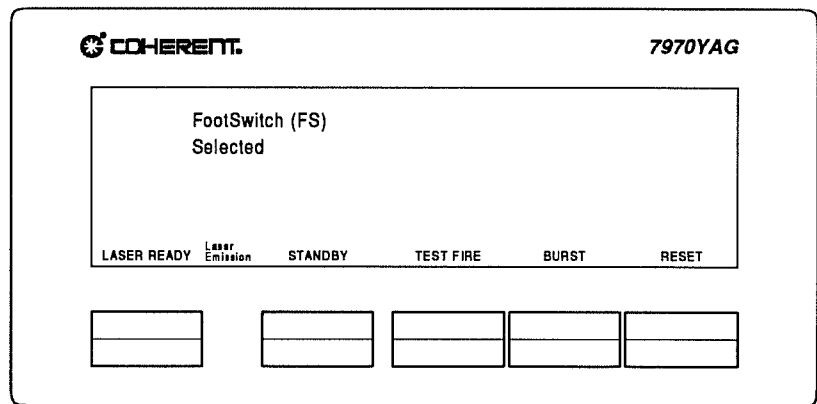 COHERENT.
7970YAG
FootSwitch (FS)
Selected
LASER READY Laser Emission STANDBY TEST FIRE BURST RESET